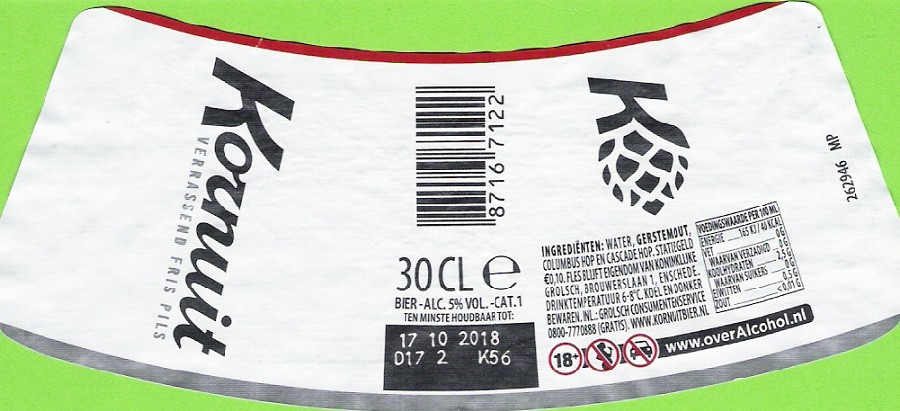 Kornuit
VERRASSEND FRIS PILS
8716 7122
30 CL e
BIER - ALC. 5% VOL. - CAT. 1
TEN MINSTE HOUDBAAR TOT:
17 10 2018
017 2 K56
K
INGREDIËNTEN: WATER, GERSTEMOUT,
COLUMBUS HOP EN CASCADE HOP. STATIEGELD
€0,10. FLES BLIJFT EIGENDOM VAN KONINKLIJKE
GROLSCH, BROUWERSLAAN 1, ENSCHEDE.
DRINKTEMPERATUUR 6-8°C. KOEL EN DONKER
BEWAREN. NL.: GROLSCH CONSUMENTENSERVICE
0800-7770888 (GRATIS). WWW.KORNUITBIER.NL
VOEDINGSWAARDE PER 100 ML
ENERGIE 165 KJ / 40 KCAL
VET 0 G
WAARVAN VERZADIGD 0 G
KOOLHYDRATEN 2,5 G
WAARVAN SUIKERS 0 G
EIWITTEN 0,5 G
ZOUT <0,01 G
18+
www.overAlcohol.nl
262946 MP